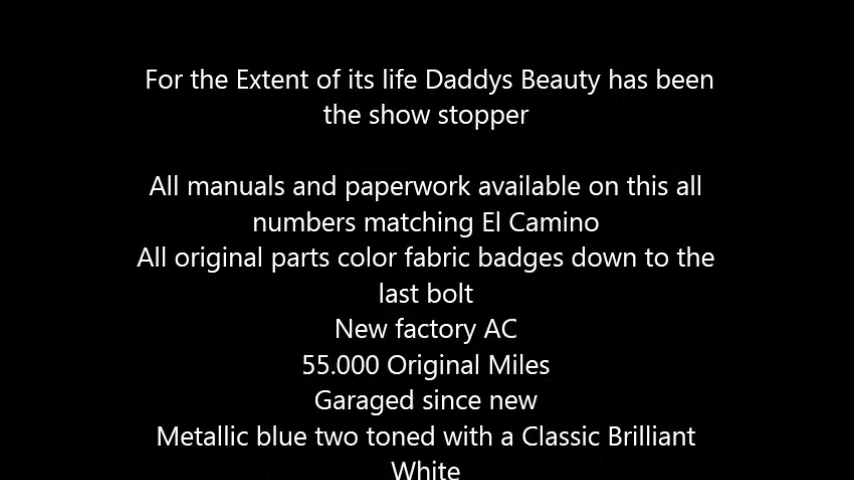 For the Extent of its life Daddys Beauty has been
the show stopper
All manuals and paperwork available on this all
numbers matching El Camino
All original parts color fabric badges down to the
last bolt
New factory AC
55.000 Original Miles
Garaged since new
Metallic blue two toned with a Classic Brilliant
White